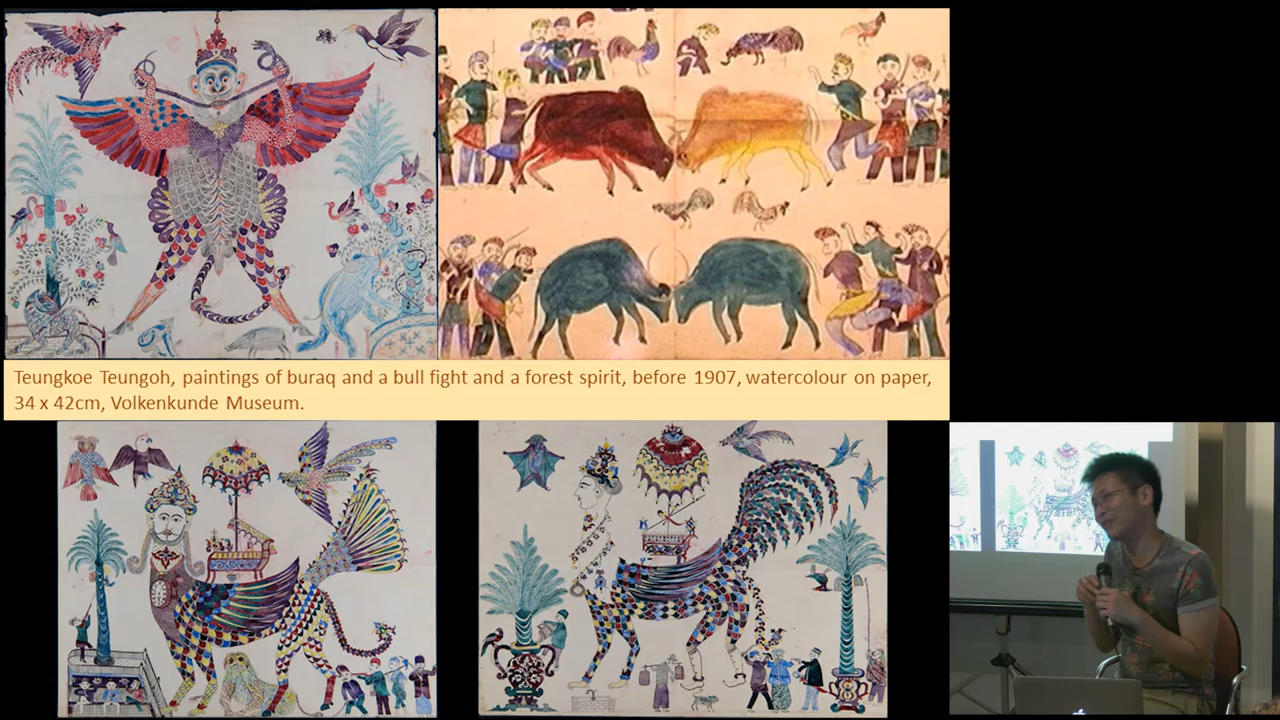 Teungkoe Teungoh, paintings of buraq and a bull fight and a forest spirit, before 1907, watercolour on paper,
34 x 42cm, Volkenkunde Museum.